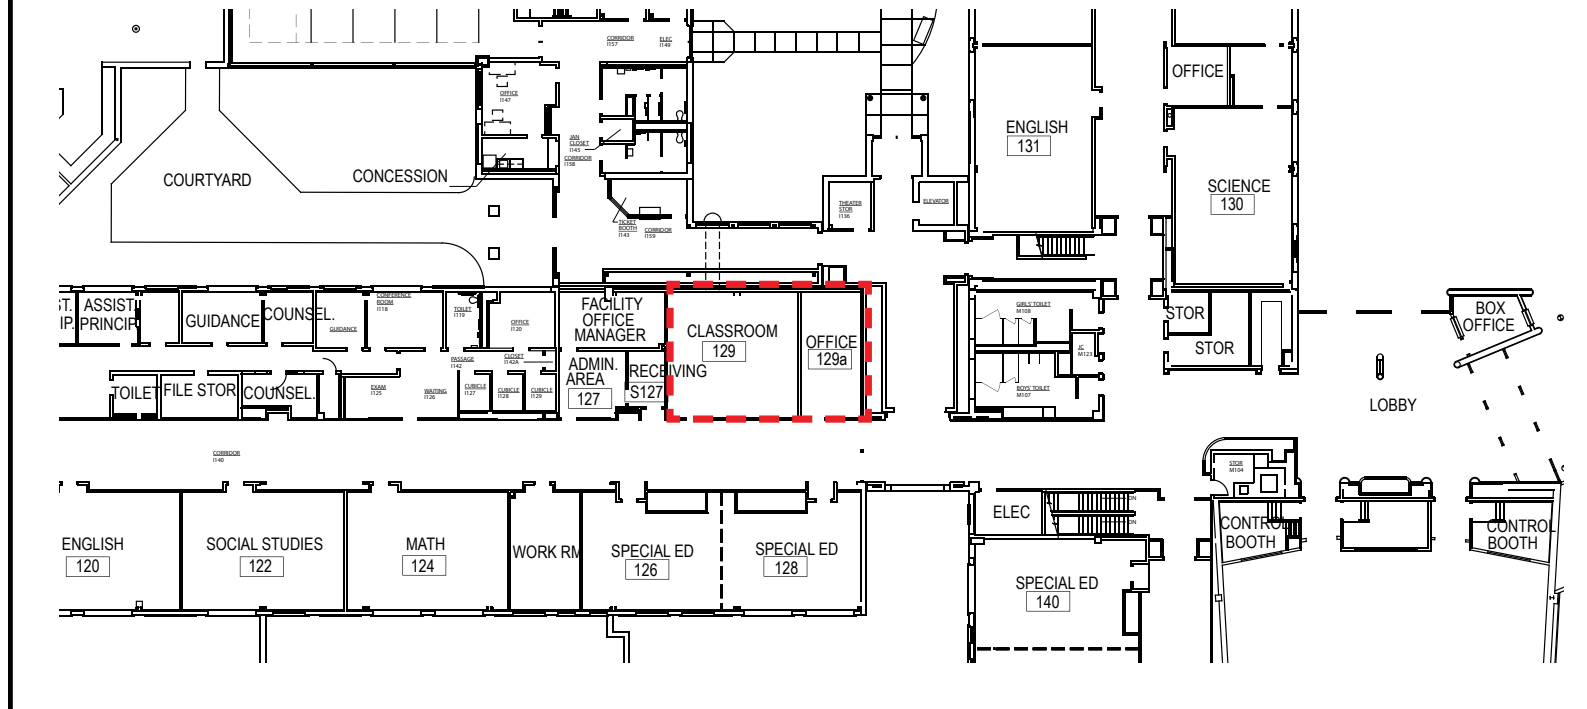 CORRIDOR
I157
ELEC
I149
OFFICE
OFFICE
I147
ENGLISH
131
JAN
CLOSET
I145
CORRIDOR
I158
COURTYARD
CONCESSION
SCIENCE
130
THEATER
STOR
I136
ELEVATOR
TICKET
BOOTH
I143
CORRIDOR
I159
ST.
IP.
ASSIST.
PRINCIP.
GUIDANCE
COUNSEL.
GUIDANCE
CONFERENCE
ROOM
I118
TOILET
I119
OFFICE
I120
FACILITY
OFFICE
MANAGER
CLASSROOM
129
OFFICE
129a
GIRLS' TOILET
M108
JC
M123
STOR
STOR
BOX
OFFICE
PASSAGE
I142
CLOSET
I142A
ADMIN.
AREA
127
RECEIVING
S127
TOILET
FILE STOR
COUNSEL.
EXAM
I125
WAITING
I126
CUBICLE
I127
CUBICLE
I128
CUBICLE
I129
BOYS' TOILET
M107
LOBBY
CORRIDOR
I140
STOR
M104
ELEC
DN
DN
CONTROL
BOOTH
CONTROL
BOOTH
ENGLISH
120
SOCIAL STUDIES
122
MATH
124
WORK RM
SPECIAL ED
126
SPECIAL ED
128
SPECIAL ED
140